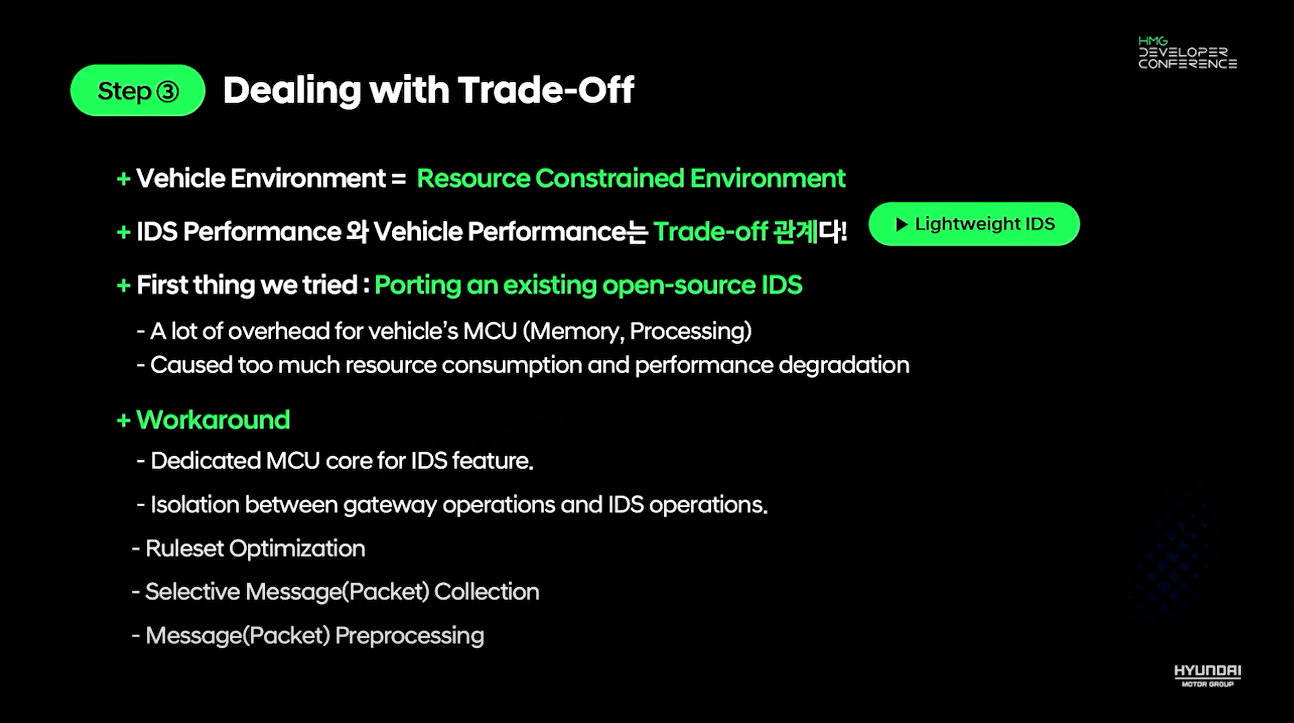 HMG
DEVELOPER
CONFERENCE
Step ③ Dealing with Trade-Off
+ Vehicle Environment = Resource Constrained Environment
+ IDS Performance 와 Vehicle Performance는 Trade-off 관계다!
▶ Lightweight IDS
+ First thing we tried : Porting an existing open-source IDS
- A lot of overhead for vehicle's MCU (Memory, Processing)
- Caused too much resource consumption and performance degradation
+ Workaround
- Dedicated MCU core for IDS feature.
- Isolation between gateway operations and IDS operations.
- Ruleset Optimization
- Selective Message(Packet) Collection
- Message(Packet) Preprocessing
HYUNDAI
MOTOR GROUP